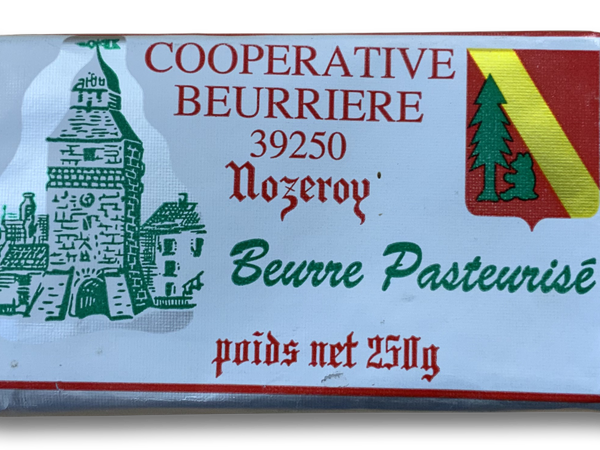 COOPERATIVE
BEURRIERE
39250
Nozeroy
Beurre Pasteurisé
poids net 250g